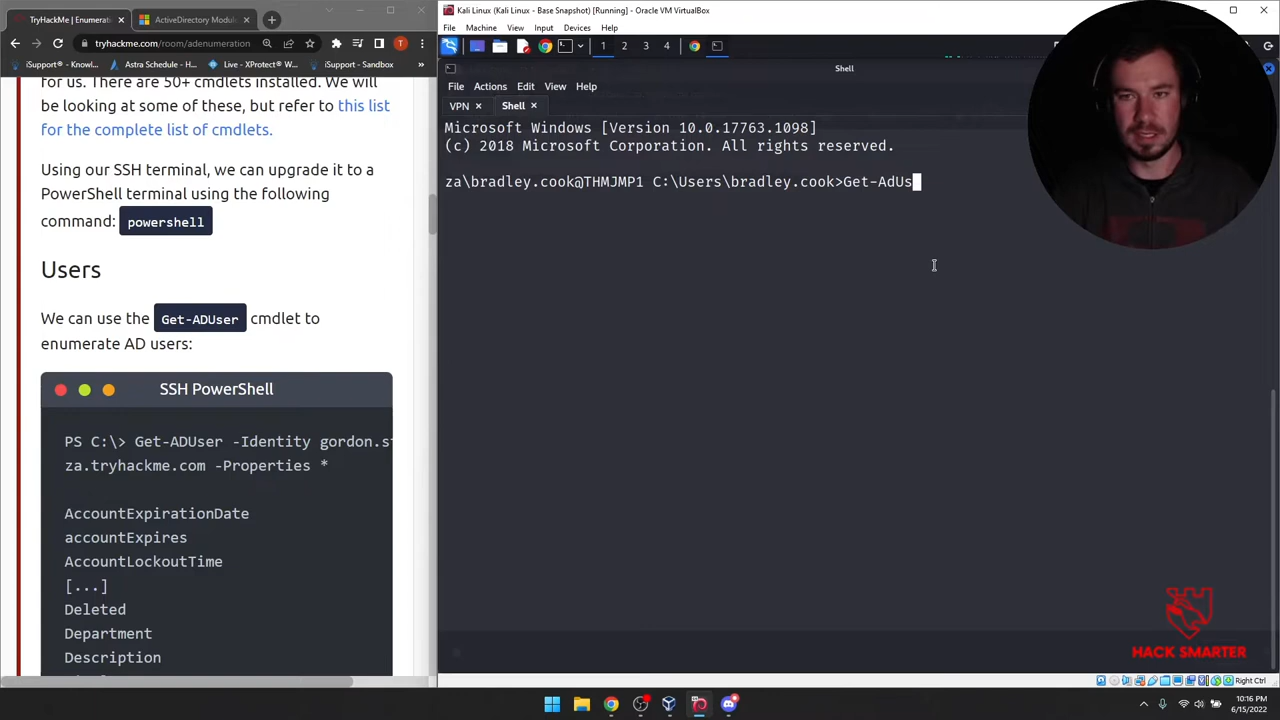 TryHackMe | Enumerati
ActiveDirectory Modul
tryhackme.com/room/adenumeration
iSupport® - Knowl...
Astra Schedule - H...
Live - XProtect® W...
iSupport - Sandbox
for us. There are 50+ cmdlets installed. We will
be looking at some of these, but refer to this list
for the complete list of cmdlets.
Using our SSH terminal, we can upgrade it to a
PowerShell terminal using the following
command: powershell
Users
We can use the Get-ADUser cmdlet to
enumerate AD users:
SSH PowerShell
PS C:\> Get-ADUser -Identity gordon.st
za.tryhackme.com -Properties *
AccountExpirationDate
accountExpires
AccountLockoutTime
[...]
Deleted
Department
Description
Kali Linux (Kali Linux - Base Snapshot) [Running] - Oracle VM VirtualBox
File Machine View Input Devices Help
1 2 3 4
Shell
File Actions Edit View Help
VPN Shell
Microsoft Windows [Version 10.0.17763.1098]
(c) 2018 Microsoft Corporation. All rights reserved.
za\bradley.cook@THMJMP1 C:\Users\bradley.cook>Get-AdUs
HACK SMARTER
Right Ctrl
10:16 PM
6/15/2022